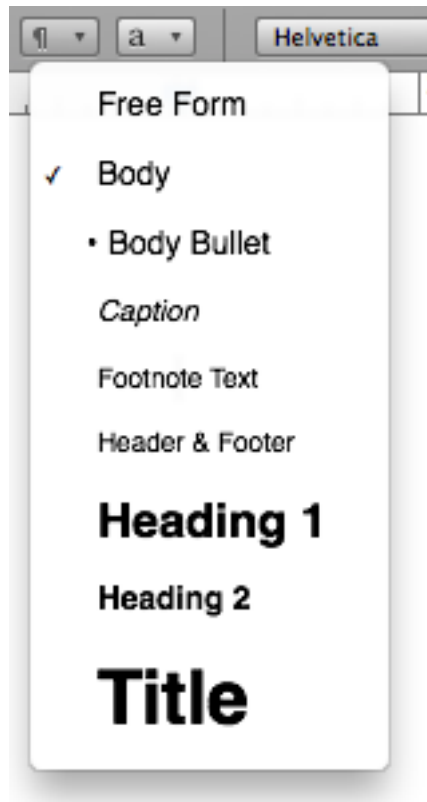 ¶ a Helvetica
Free Form
✓ Body
• Body Bullet
Caption
Footnote Text
Header & Footer
Heading 1
Heading 2
Title